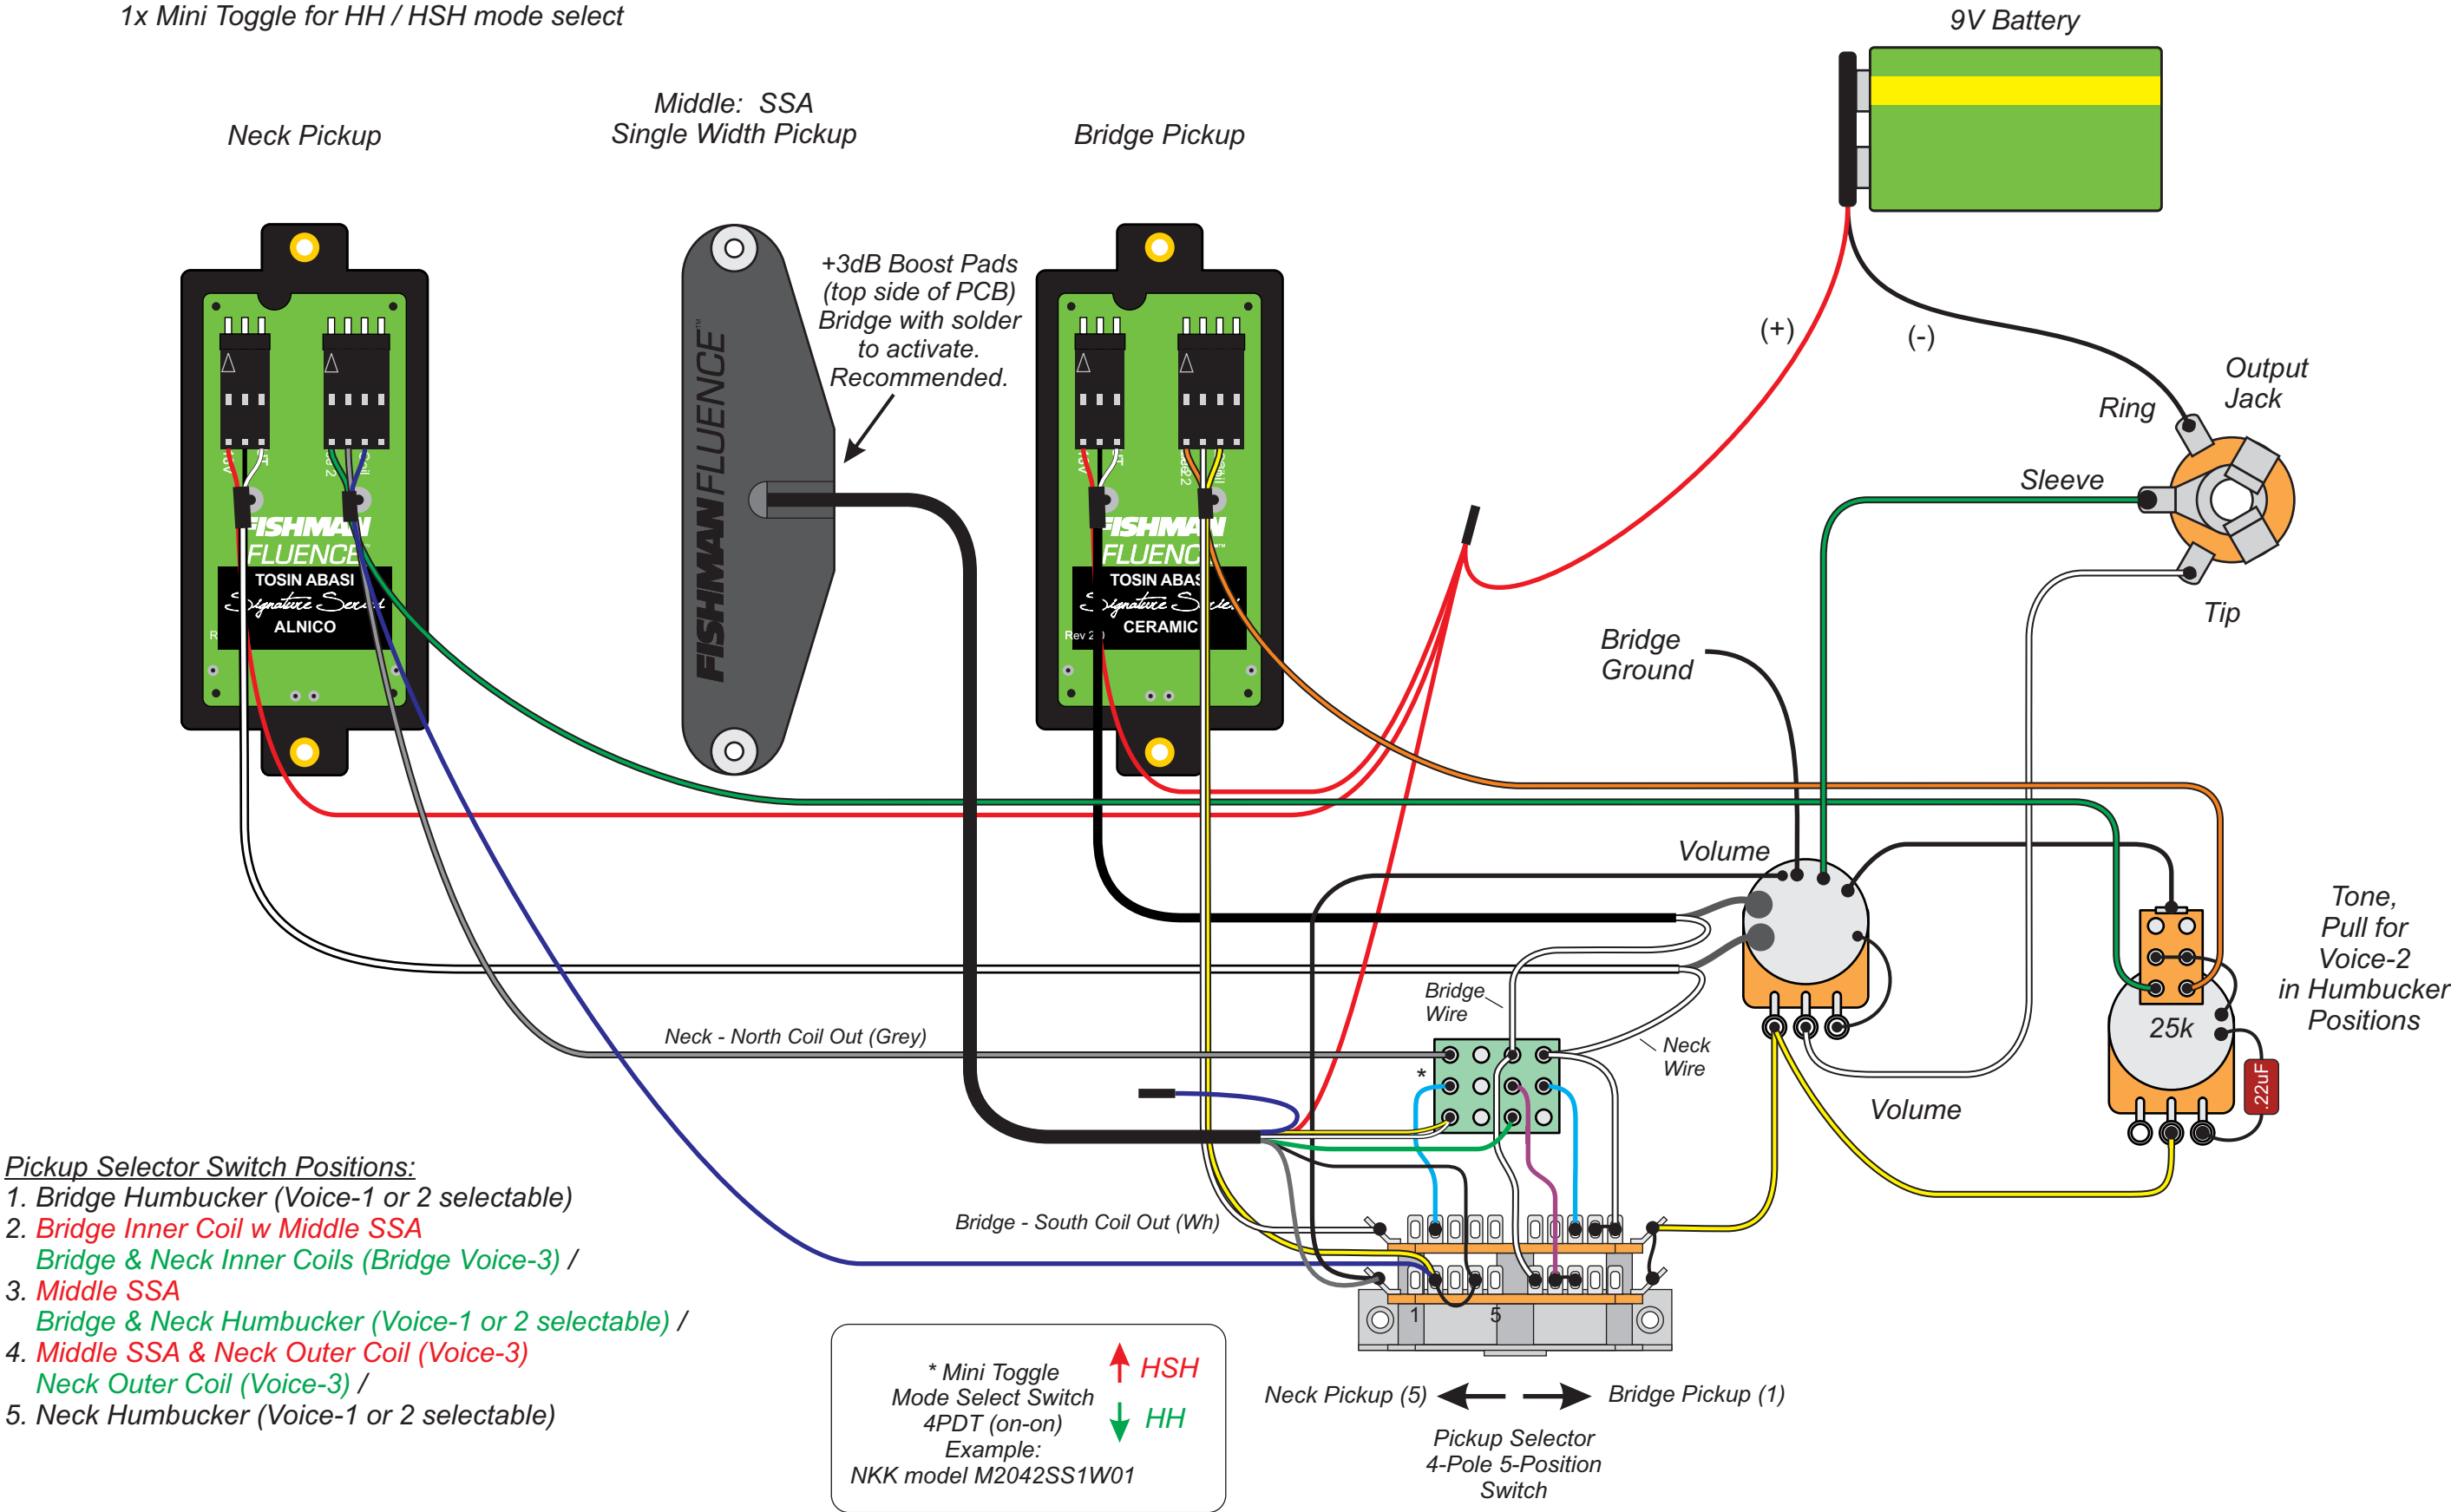 1x Mini Toggle for HH / HSH mode select
9V Battery
Neck Pickup
Middle: SSA
Single Width Pickup
Bridge Pickup
+3dB Boost Pads
(top side of PCB)
Bridge with solder
to activate.
Recommended.
(+)
(-)
Output
Jack
Ring
Sleeve
Tip
FISHMAN
FLUENCE
TOSIN ABASI
Signature Series
ALNICO
FISHMAN FLUENCE™
FISHMAN
FLUENCE
TOSIN ABASI
Signature Series
CERAMIC
Rev 2.0
Bridge
Ground
Volume
Tone,
Pull for
Voice-2
in Humbucker
Positions
25k
.22uF
Bridge
Wire
Neck
Wire
Neck - North Coil Out (Grey)
*
Volume
Pickup Selector Switch Positions:
1. Bridge Humbucker (Voice-1 or 2 selectable)
2. Bridge Inner Coil w Middle SSA
Bridge & Neck Inner Coils (Bridge Voice-3) /
3. Middle SSA
Bridge & Neck Humbucker (Voice-1 or 2 selectable) /
4. Middle SSA & Neck Outer Coil (Voice-3)
Neck Outer Coil (Voice-3) /
5. Neck Humbucker (Voice-1 or 2 selectable)
Bridge - South Coil Out (Wh)
1 5
* Mini Toggle
Mode Select Switch
4PDT (on-on)
Example:
NKK model M2042SS1W01
HSH
HH
Neck Pickup (5)
Bridge Pickup (1)
Pickup Selector
4-Pole 5-Position
Switch